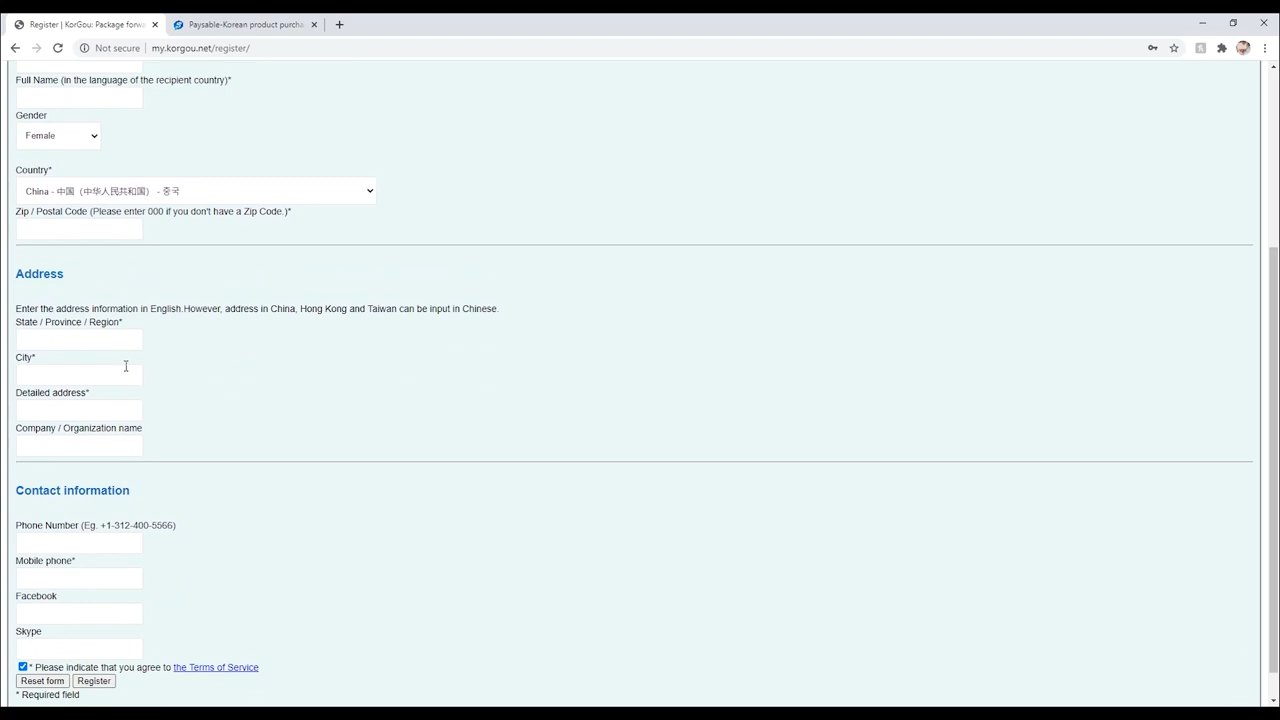 Register | KorGou: Package forwa
Paysable-Korean product purcha
Not secure
my.korgou.net/register/
Full Name (in the language of the recipient country)*
Gender
Female
Country*
China - 中国（中华人民共和国） - 중국
Zip / Postal Code (Please enter 000 if you don't have a Zip Code.)*
Address
Enter the address information in English.However, address in China, Hong Kong and Taiwan can be input in Chinese.
State / Province / Region*
City*
Detailed address*
Company / Organization name
Contact information
Phone Number (Eg. +1-312-400-5566)
Mobile phone*
Facebook
Skype
* Please indicate that you agree to the Terms of Service
Reset form Register
* Required field